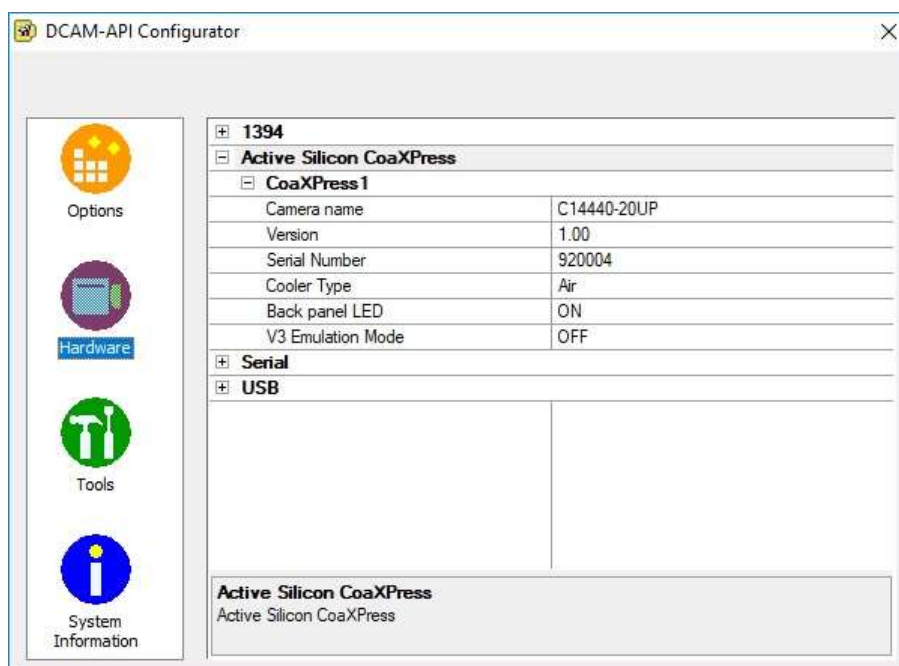 DCAM-API Configurator
Options
Hardware
Tools
System
Information
1394
Active Silicon CoaXPress
CoaXPress1
Camera name C14440-20UP
Version 1.00
Serial Number 920004
Cooler Type Air
Back panel LED ON
V3 Emulation Mode OFF
Serial
USB
Active Silicon CoaXPress
Active Silicon CoaXPress